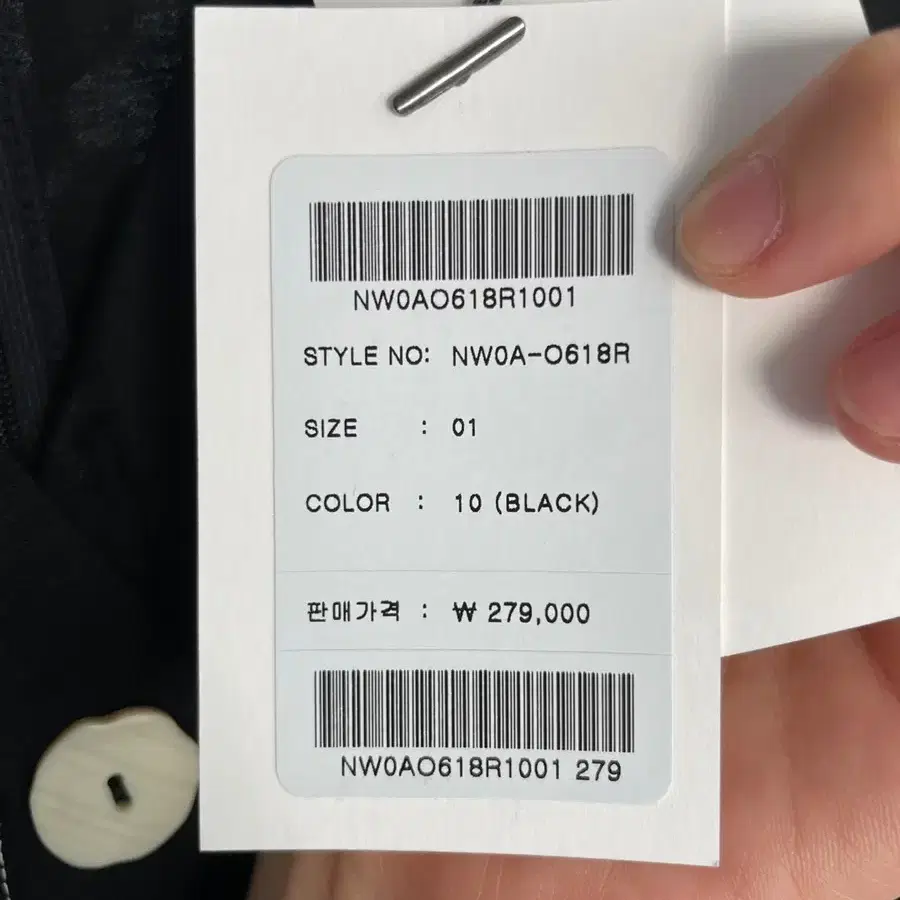 NW0AO618R1001
STYLE NO: NW0A-O618R
SIZE : 01
COLOR : 10 (BLACK)
판매가격 : ₩ 279,000
NW0AO618R1001 279